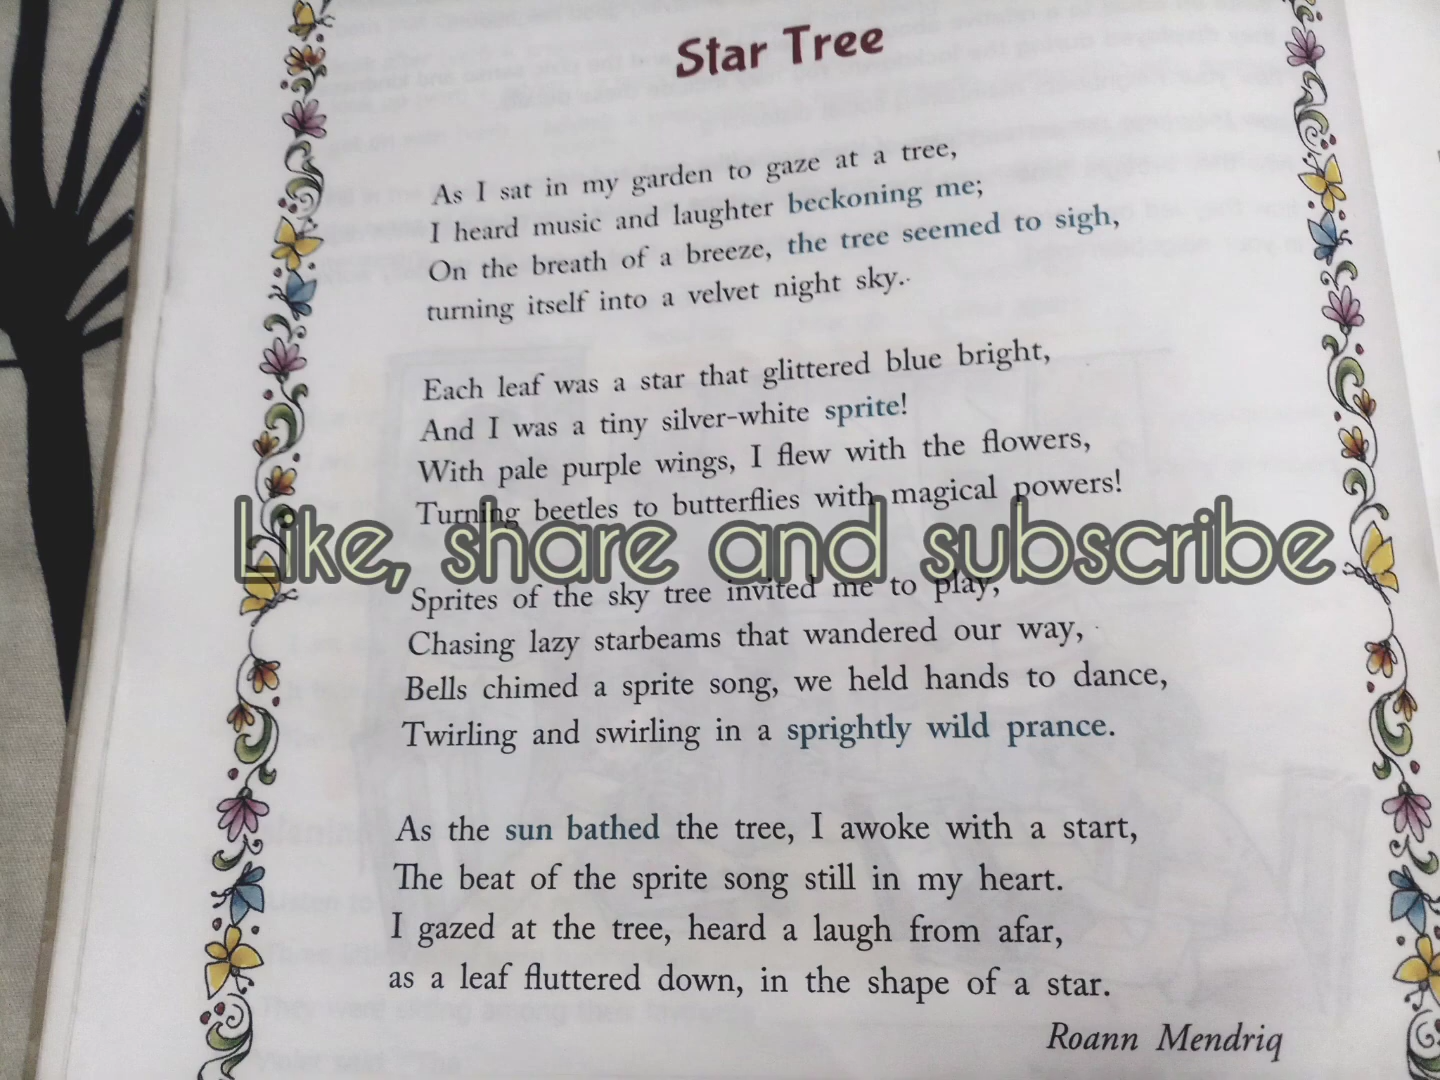 Star Tree
As I sat in my garden to gaze at a tree,
I heard music and laughter beckoning me;
On the breath of a breeze, the tree seemed to sigh,
turning itself into a velvet night sky.
Each leaf was a star that glittered blue bright,
And I was a tiny silver-white sprite!
With pale purple wings, I flew with the flowers,
Turning beetles to butterflies with magical powers!
Like, share and subscribe
Sprites of the sky tree invited me to play,
Chasing lazy starbeams that wandered our way,
Bells chimed a sprite song, we held hands to dance,
Twirling and swirling in a sprightly wild prance.
As the sun bathed the tree, I awoke with a start,
The beat of the sprite song still in my heart.
I gazed at the tree, heard a laugh from afar,
as a leaf fluttered down, in the shape of a star.
Roann Mendriq